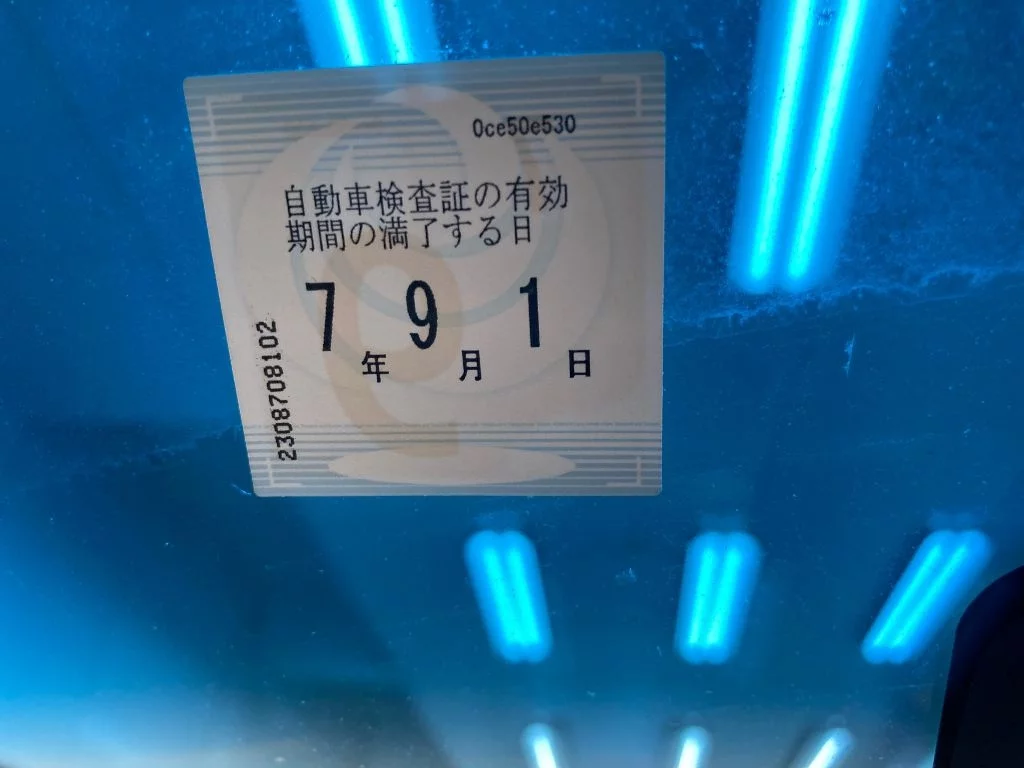 0ce50e530
自動車検査証の有効
期間の満了する日
7年 9月 1日
2308708102